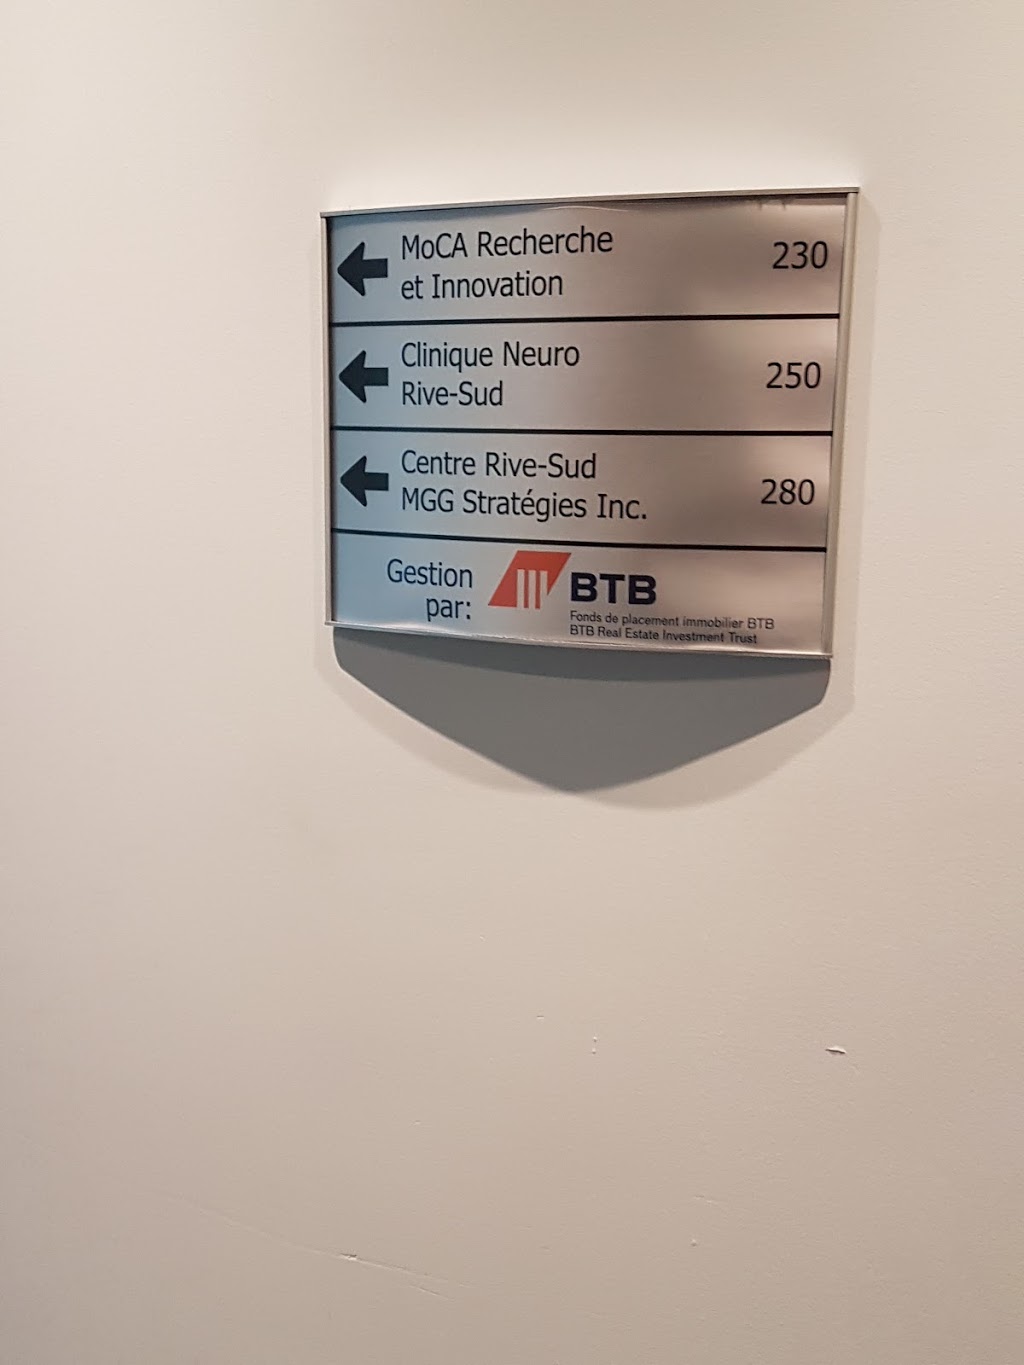 MoCA Recherche
et Innovation
230
Clinique Neuro
Rive-Sud
250
Centre Rive-Sud
MGG Stratégies Inc.
280
Gestion
par:
BTB
Fonds de placement immobilier BTB
BTB Real Estate Investment Trust